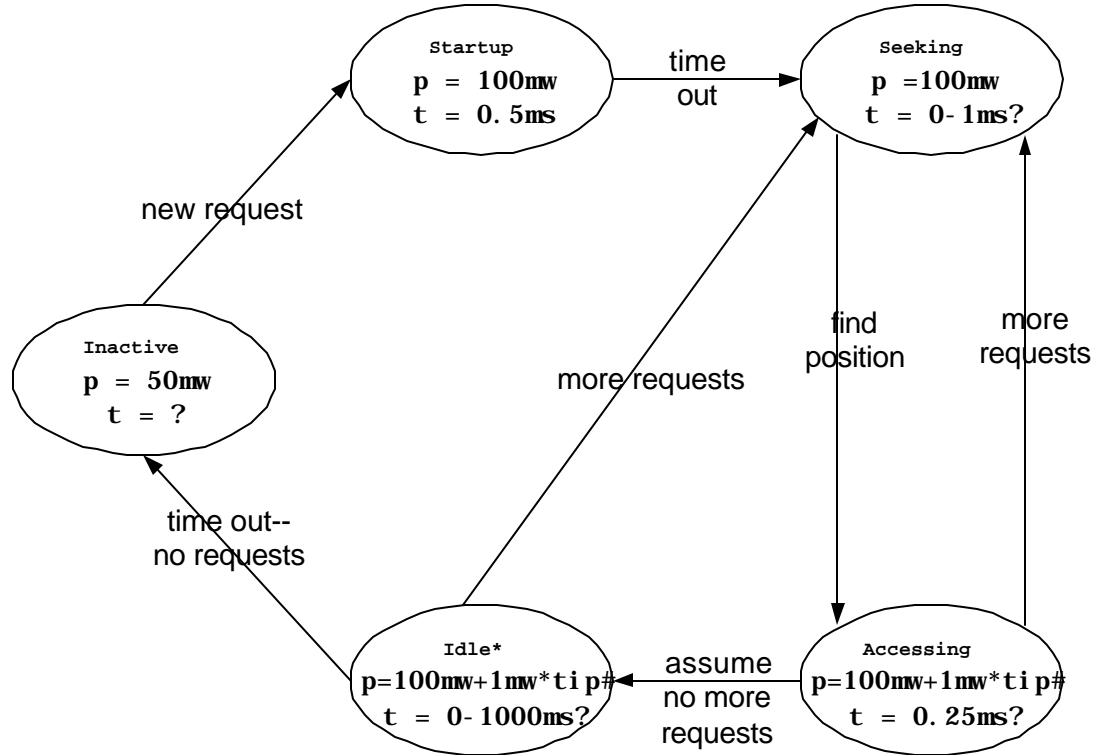 Startup
p = 100mw
t = 0.5ms
time
out
Seeking
p =100mw
t = 0-1ms?
new request
Inactive
p = 50mw
t = ?
more requests
find
position
more
requests
time out--
no requests
Idle*
p=100mw+1mw*tip#
t = 0-1000ms?
assume
no more
requests
Accessing
p=100mw+1mw*tip#
t = 0.25ms?